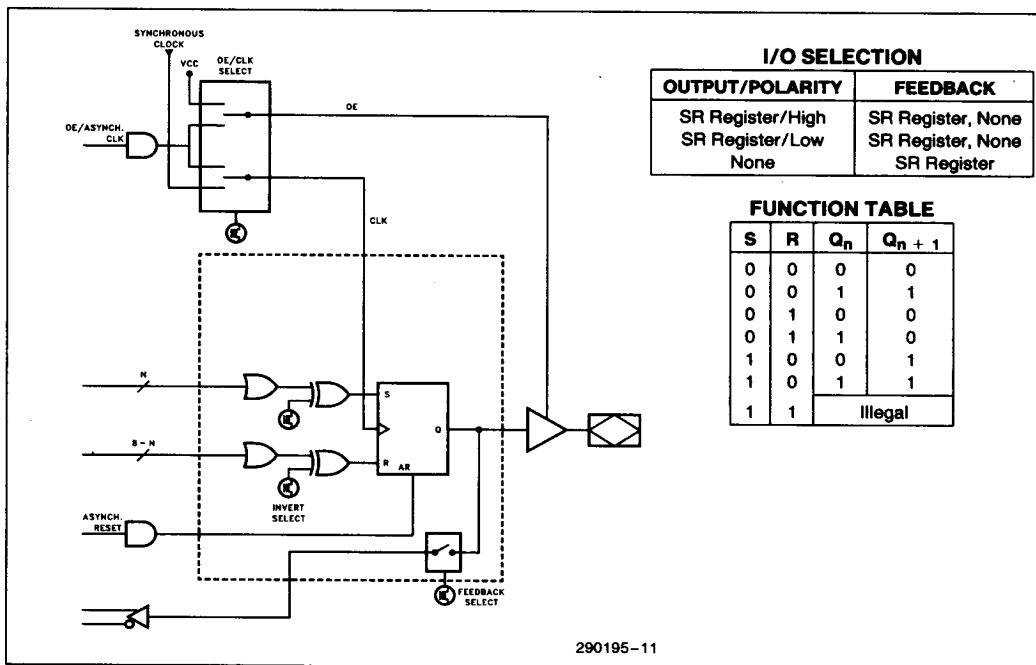 SYNCHRONOUS
CLOCK
VCC
OE/CLK
SELECT
OE
OE/ASYNCH.
CLK
CLK
N
S
Q
8-N
R
AR
INVERT
SELECT
ASYNCH.
RESET
FEEDBACK
SELECT
I/O SELECTION
OUTPUT/POLARITY FEEDBACK
SR Register/High SR Register, None
SR Register/Low SR Register, None
None SR Register
FUNCTION TABLE
S R Qn Qn + 1
0 0 0 0
0 0 1 1
0 1 0 0
0 1 1 0
1 0 0 1
1 0 1 1
1 1 Illegal
290195-11